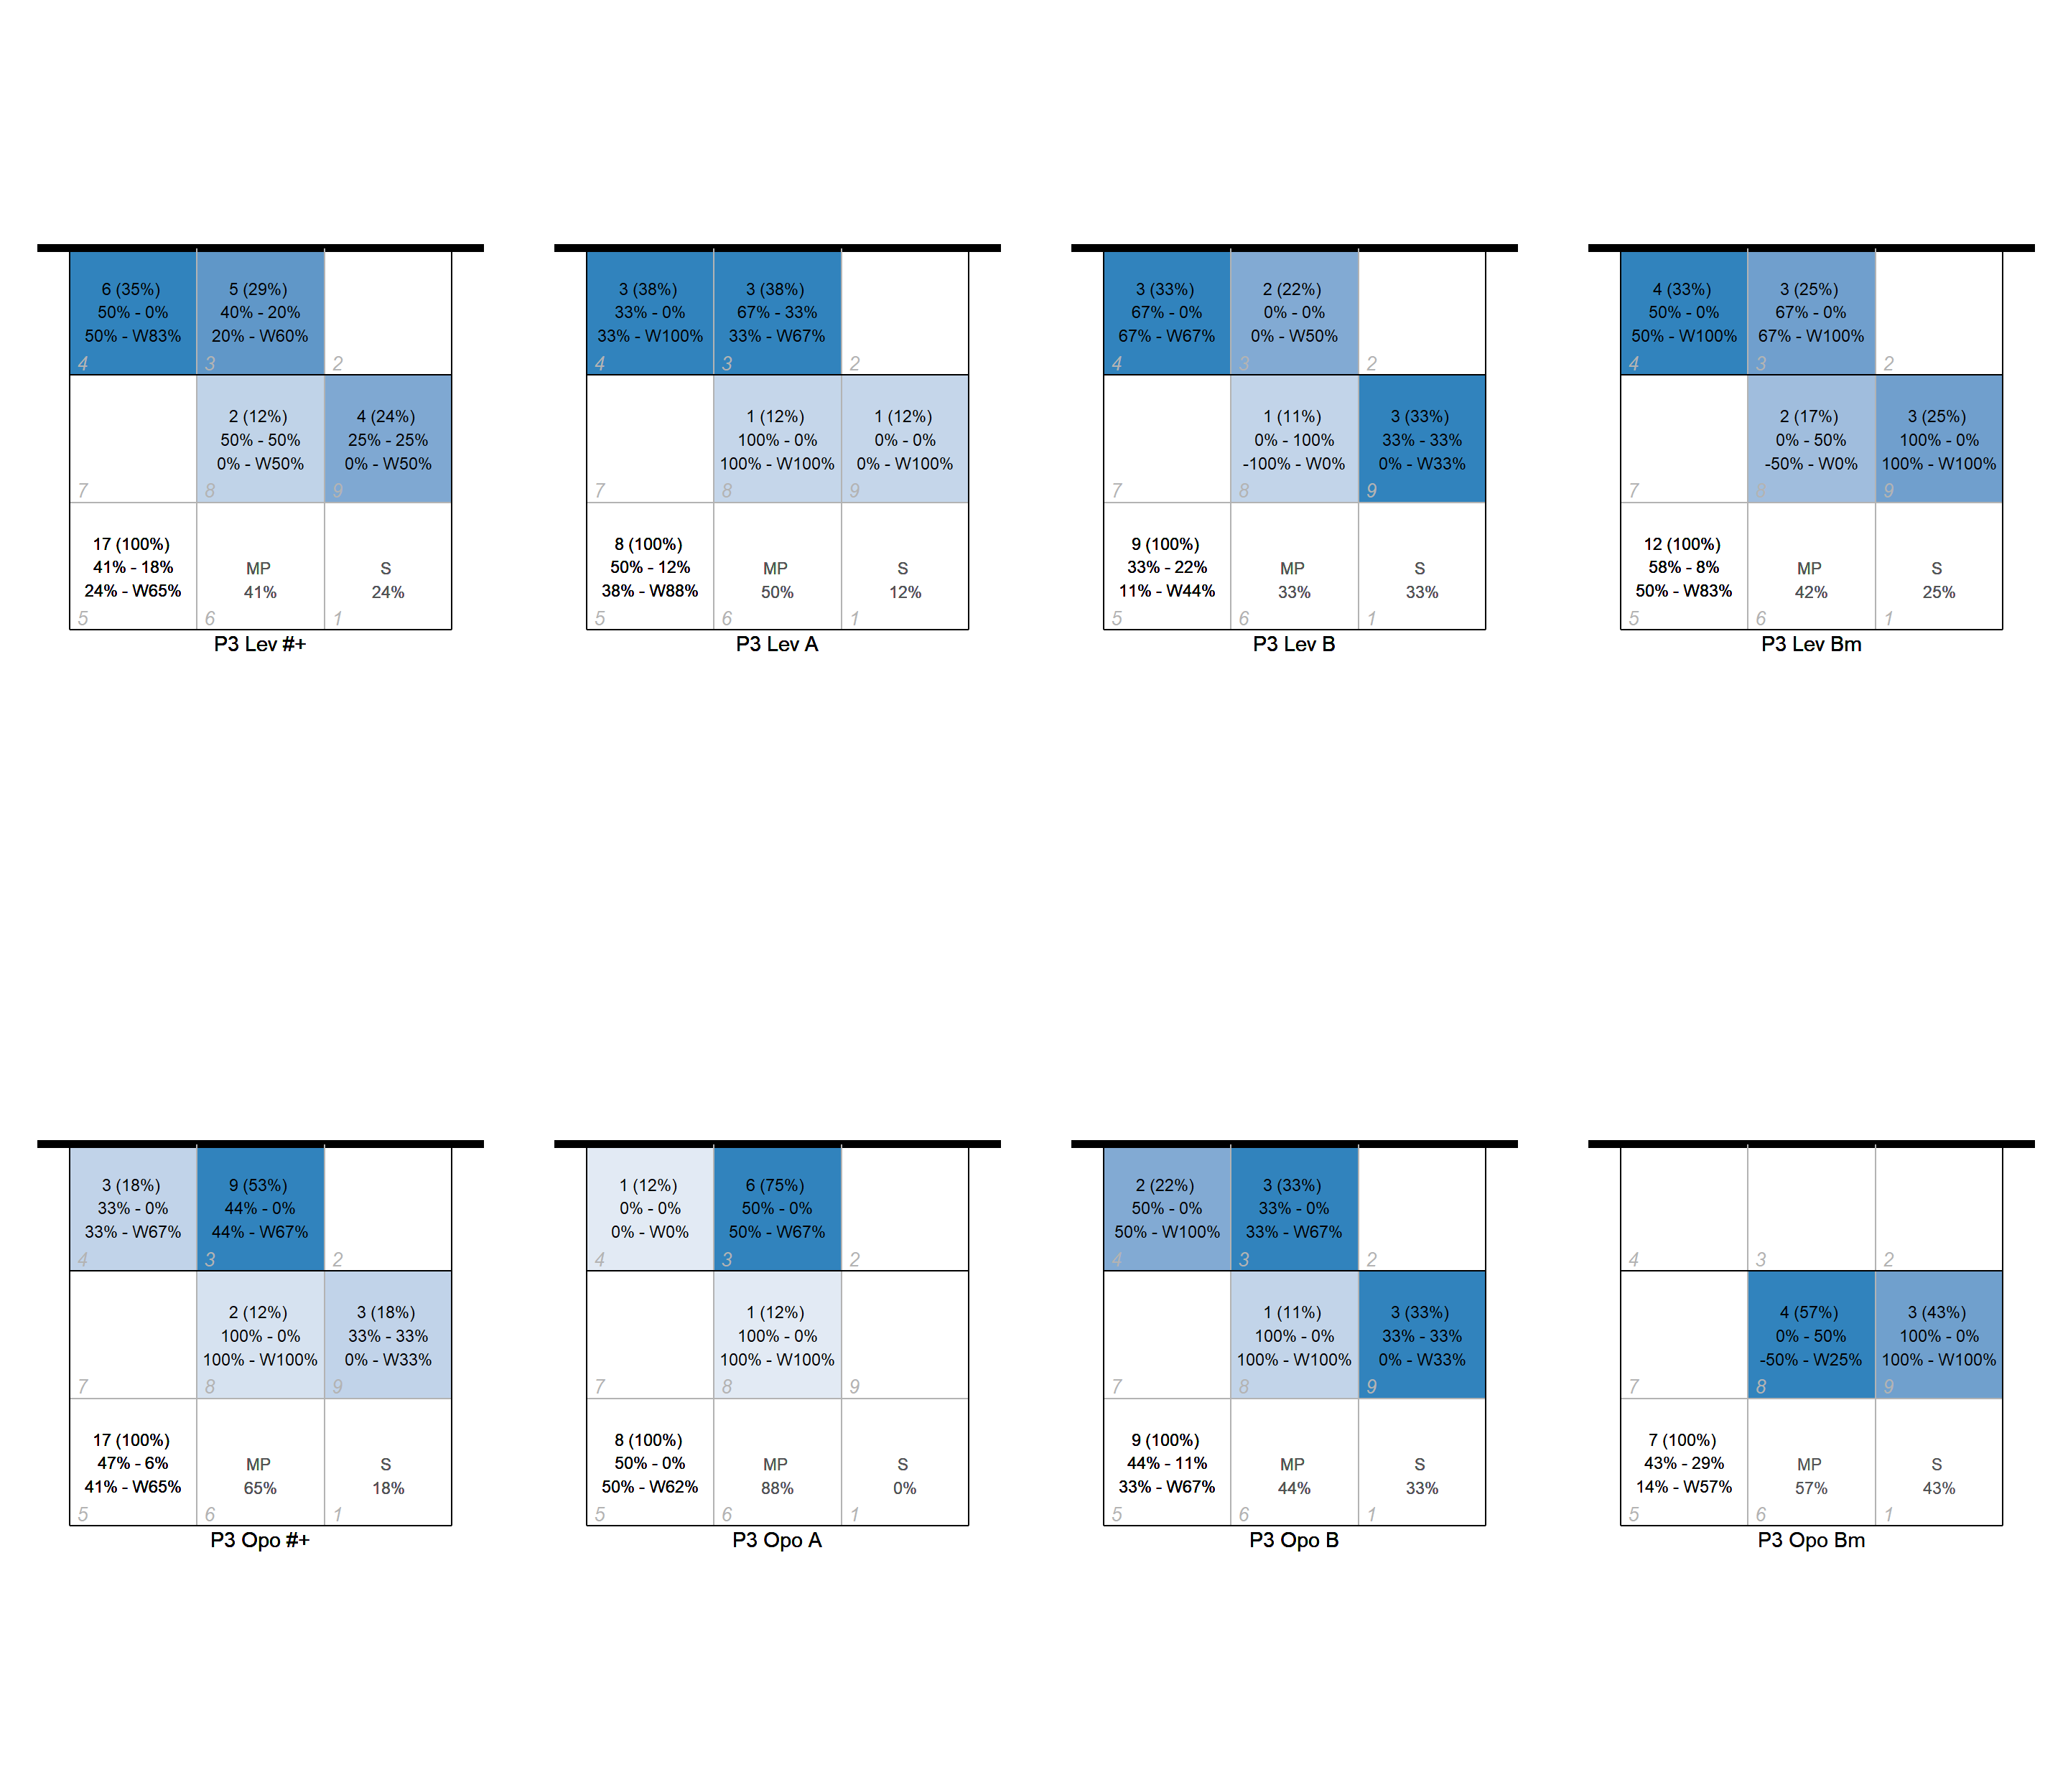 6 (35%)
50% - 0%
50% - W83%
4
5 (29%)
40% - 20%
20% - W60%
3
2
7
2 (12%)
50% - 50%
0% - W50%
8
4 (24%)
25% - 25%
0% - W50%
9
17 (100%)
41% - 18%
24% - W65%
5
MP
41%
6
S
24%
1
P3 Lev #+
3 (38%)
33% - 0%
33% - W100%
4
3 (38%)
67% - 33%
33% - W67%
3
2
7
1 (12%)
100% - 0%
100% - W100%
8
1 (12%)
0% - 0%
0% - W100%
9
8 (100%)
50% - 12%
38% - W88%
5
MP
50%
6
S
12%
1
P3 Lev A
3 (33%)
67% - 0%
67% - W67%
4
2 (22%)
0% - 0%
0% - W50%
3
2
7
1 (11%)
0% - 100%
-100% - W0%
8
3 (33%)
33% - 33%
0% - W33%
9
9 (100%)
33% - 22%
11% - W44%
5
MP
33%
6
S
33%
1
P3 Lev B
4 (33%)
50% - 0%
50% - W100%
4
3 (25%)
67% - 0%
67% - W100%
3
2
7
2 (17%)
0% - 50%
-50% - W0%
8
3 (25%)
100% - 0%
100% - W100%
9
12 (100%)
58% - 8%
50% - W83%
5
MP
42%
6
S
25%
1
P3 Lev Bm
3 (18%)
33% - 0%
33% - W67%
4
9 (53%)
44% - 0%
44% - W67%
3
2
7
2 (12%)
100% - 0%
100% - W100%
8
3 (18%)
33% - 33%
0% - W33%
9
17 (100%)
47% - 6%
41% - W65%
5
MP
65%
6
S
18%
1
P3 Opo #+
1 (12%)
0% - 0%
0% - W0%
4
6 (75%)
50% - 0%
50% - W67%
3
2
7
1 (12%)
100% - 0%
100% - W100%
8
9
8 (100%)
50% - 0%
50% - W62%
5
MP
88%
6
S
0%
1
P3 Opo A
2 (22%)
50% - 0%
50% - W100%
4
3 (33%)
33% - 0%
33% - W67%
3
2
7
1 (11%)
100% - 0%
100% - W100%
8
3 (33%)
33% - 33%
0% - W33%
9
9 (100%)
44% - 11%
33% - W67%
5
MP
44%
6
S
33%
1
P3 Opo B
4
3
2
7
4 (57%)
0% - 50%
-50% - W25%
8
3 (43%)
100% - 0%
100% - W100%
9
7 (100%)
43% - 29%
14% - W57%
5
MP
57%
6
S
43%
1
P3 Opo Bm